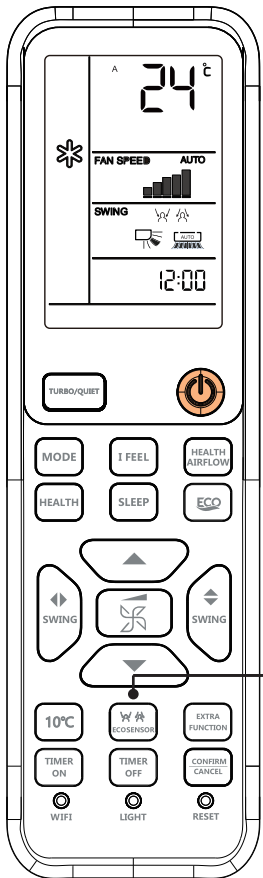 A 24 °C
FAN SPEED AUTO
SWING
AUTO
12:00
TURBO/QUIET
MODE I FEEL HEALTH AIRFLOW
HEALTH SLEEP ECO
SWING SWING
10℃ ECOSENSOR EXTRA FUNCTION
TIMER ON TIMER OFF CONFIRM CANCEL
WIFI LIGHT RESET